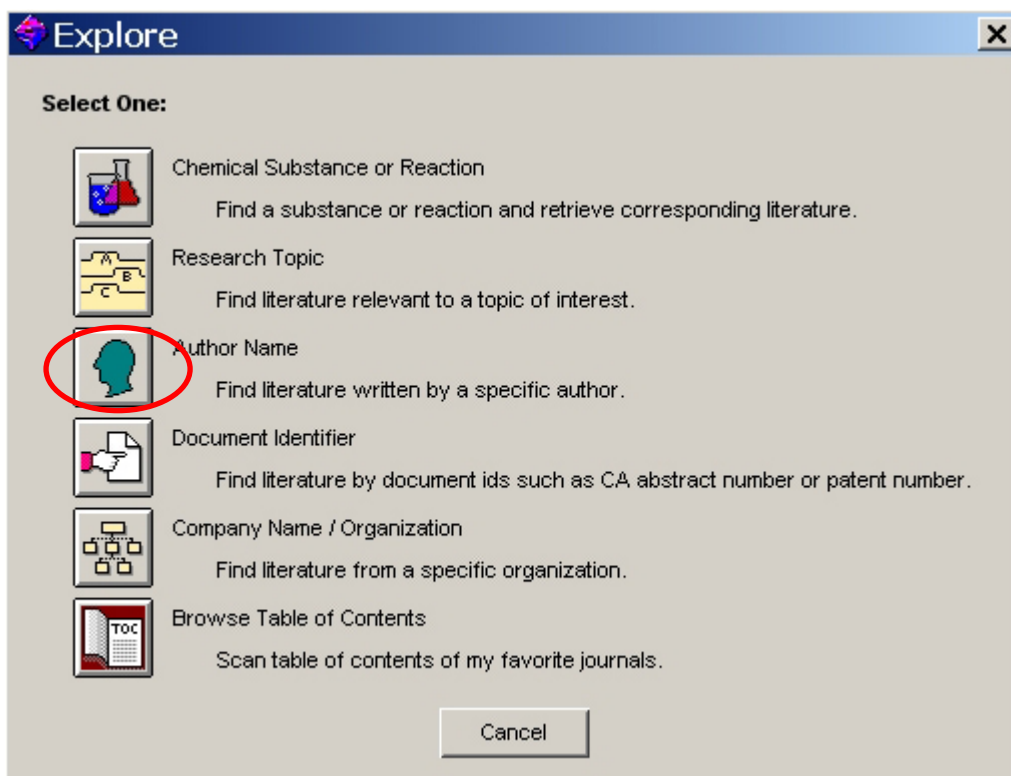 Explore
Select One:
Chemical Substance or Reaction
Find a substance or reaction and retrieve corresponding literature.
A
B
C
Research Topic
Find literature relevant to a topic of interest.
Author Name
Find literature written by a specific author.
Document Identifier
Find literature by document ids such as CA abstract number or patent number.
Company Name / Organization
Find literature from a specific organization.
TOC
Browse Table of Contents
Scan table of contents of my favorite journals.
Cancel